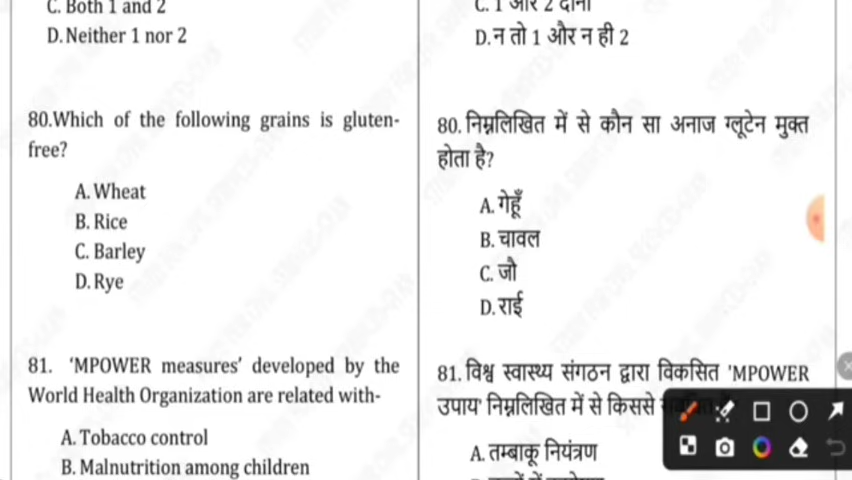 C. Both 1 and 2
D. Neither 1 nor 2
80.Which of the following grains is gluten-
free?
A. Wheat
B. Rice
C. Barley
D. Rye
81. ‘MPOWER measures’ developed by the
World Health Organization are related with-
A. Tobacco control
B. Malnutrition among children
C. 1 और 2 दोनों
D. न तो 1 और न ही 2
80. निम्नलिखित में से कौन सा अनाज ग्लूटेन मुक्त
होता है?
A. गेहूँ
B. चावल
C. जौ
D. राई
81. विश्व स्वास्थ्य संगठन द्वारा विकसित 'MPOWER
उपाय' निम्नलिखित में से किससे
A. तम्बाकू नियंत्रण